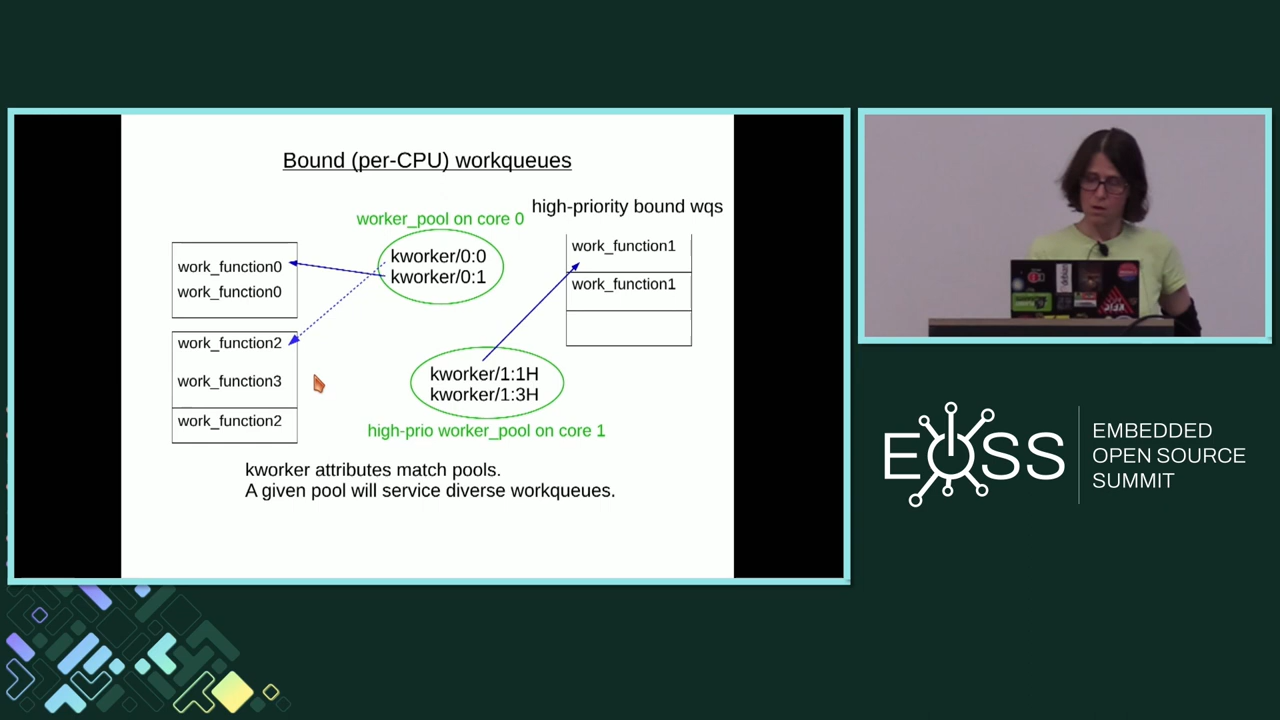 Bound (per-CPU) workqueues
high-priority bound wqs
worker_pool on core 0
work_function0
work_function0
kworker/0:0
kworker/0:1
work_function1
work_function1
work_function2
work_function3
work_function2
kworker/1:1H
kworker/1:3H
high-prio worker_pool on core 1
kworker attributes match pools.
A given pool will service diverse workqueues.
EOSS
EMBEDDED
OPEN SOURCE
SUMMIT
debian